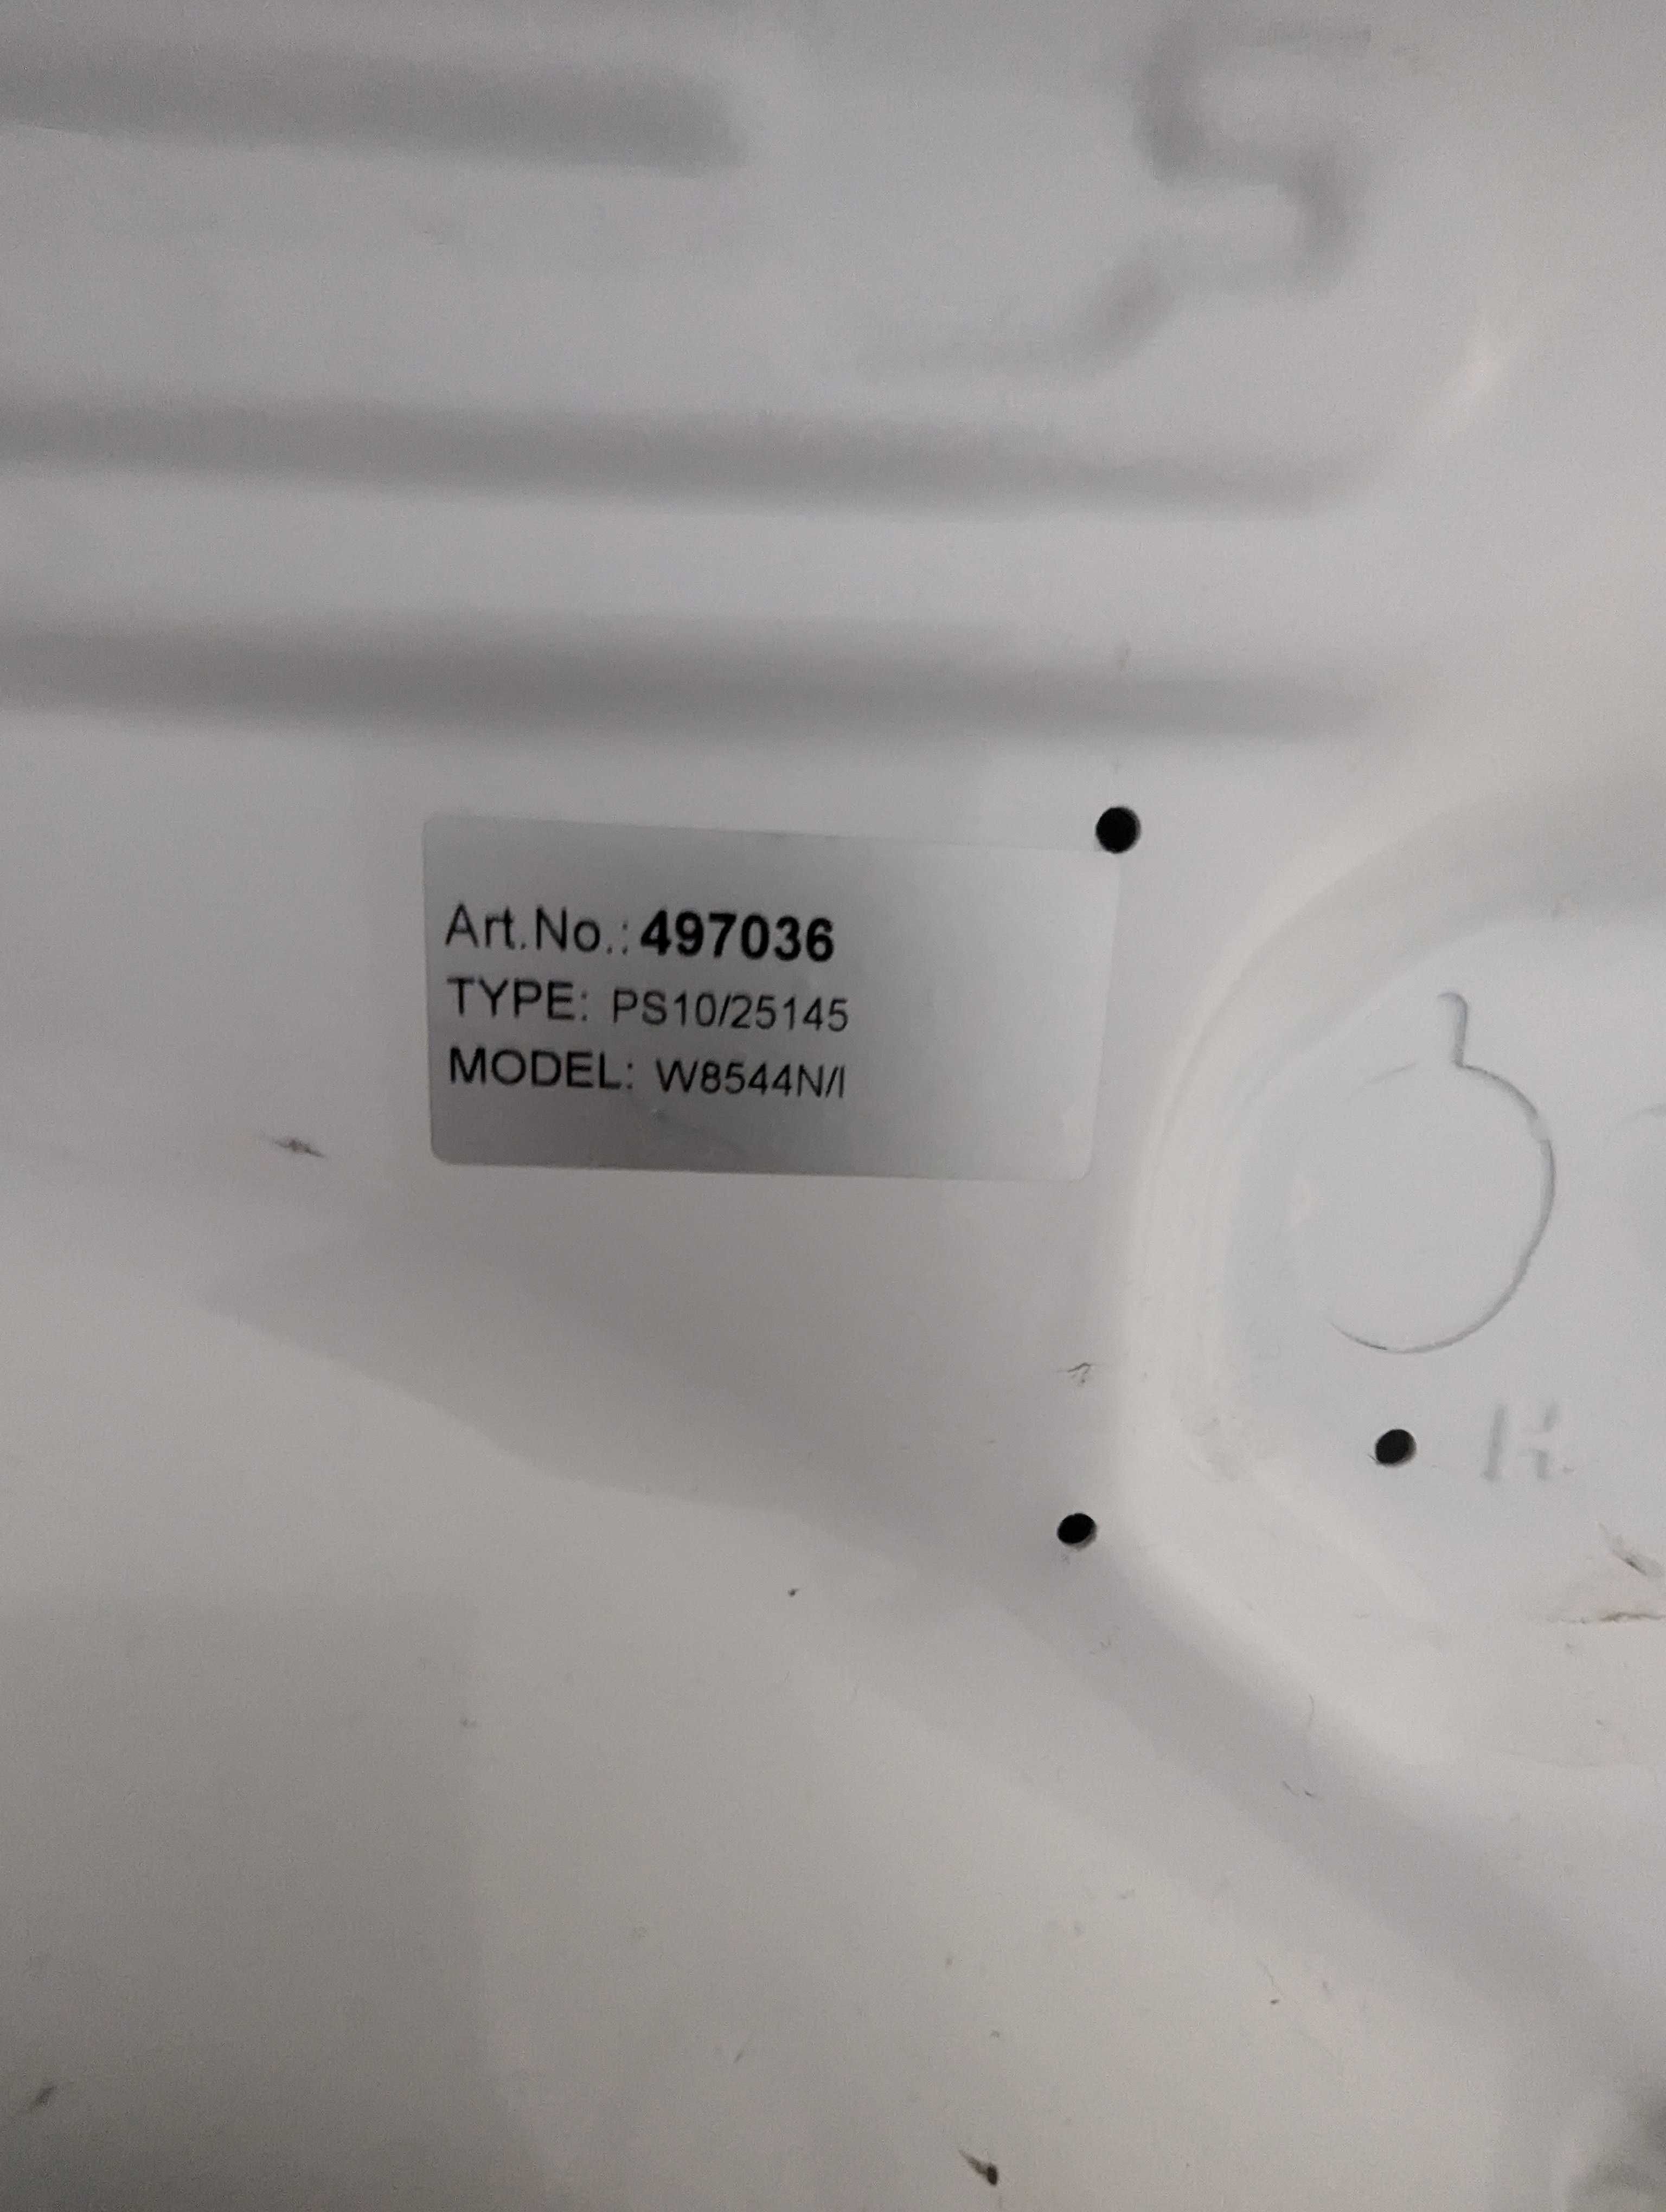 Art.No.: 497036
TYPE: PS10/25145
MODEL: W8544N/I